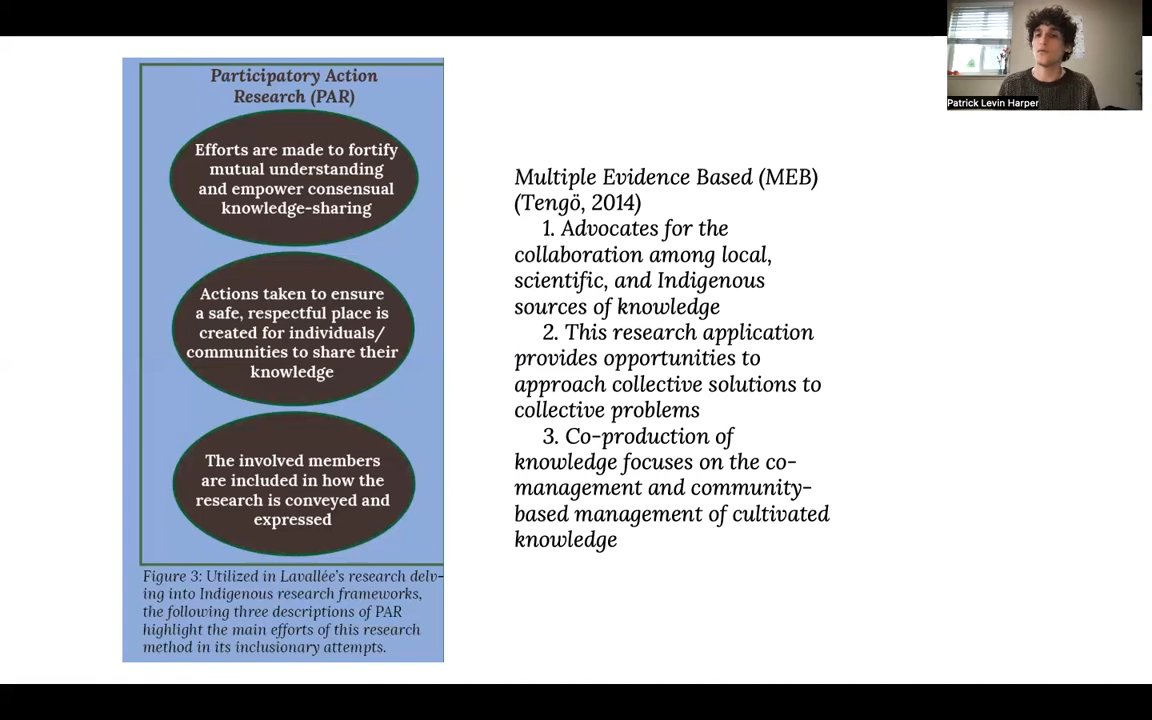 Participatory Action
Research (PAR)
Efforts are made to fortify
mutual understanding
and empower consensual
knowledge-sharing
Actions taken to ensure
a safe, respectful place is
created for individuals/
communities to share their
knowledge
The involved members
are included in how the
research is conveyed and
expressed
Figure 3: Utilized in Lavallée's research delv-
ing into Indigenous research frameworks,
the following three descriptions of PAR
highlight the main efforts of this research
method in its inclusionary attempts.
Multiple Evidence Based (MEB)
(Tengö, 2014)
1. Advocates for the
collaboration among local,
scientific, and Indigenous
sources of knowledge
2. This research application
provides opportunities to
approach collective solutions to
collective problems
3. Co-production of
knowledge focuses on the co-
management and community-
based management of cultivated
knowledge
Patrick Levin Harper